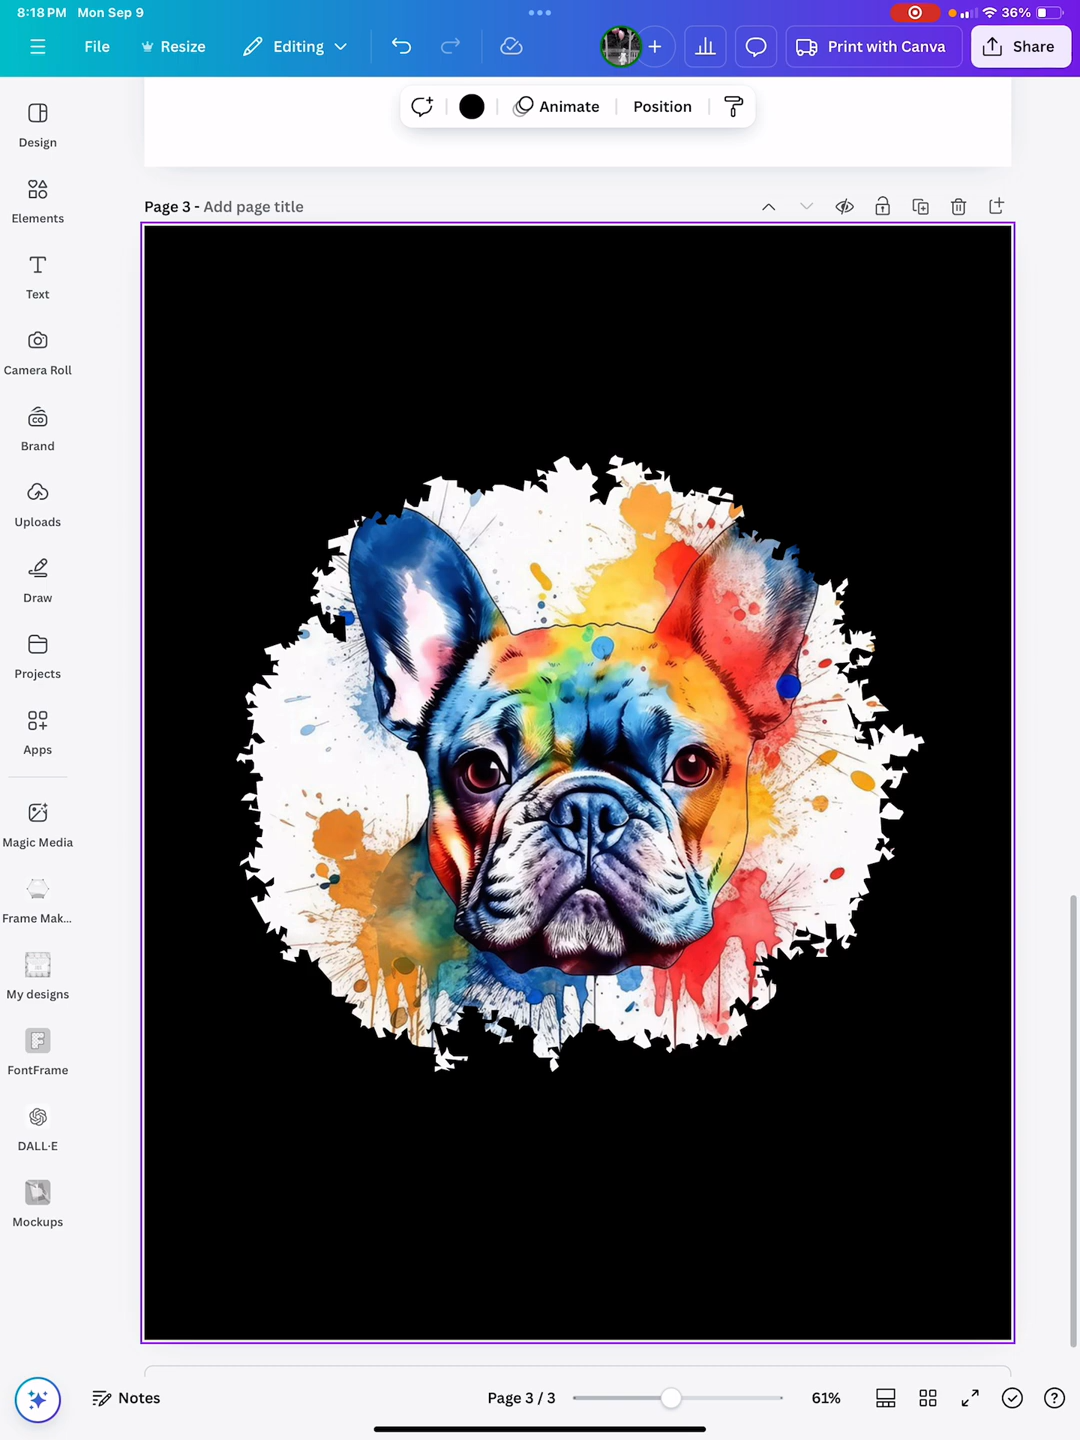 8:18 PM Mon Sep 9
36%
File
Resize
Editing
Print with Canva
Share
Animate
Position
Design
Page 3 - Add page title
Elements
Text
Camera Roll
Brand
Uploads
Draw
Projects
Apps
Magic Media
Frame Mak...
My designs
FontFrame
DALL·E
Mockups
Notes
Page 3 / 3
61%